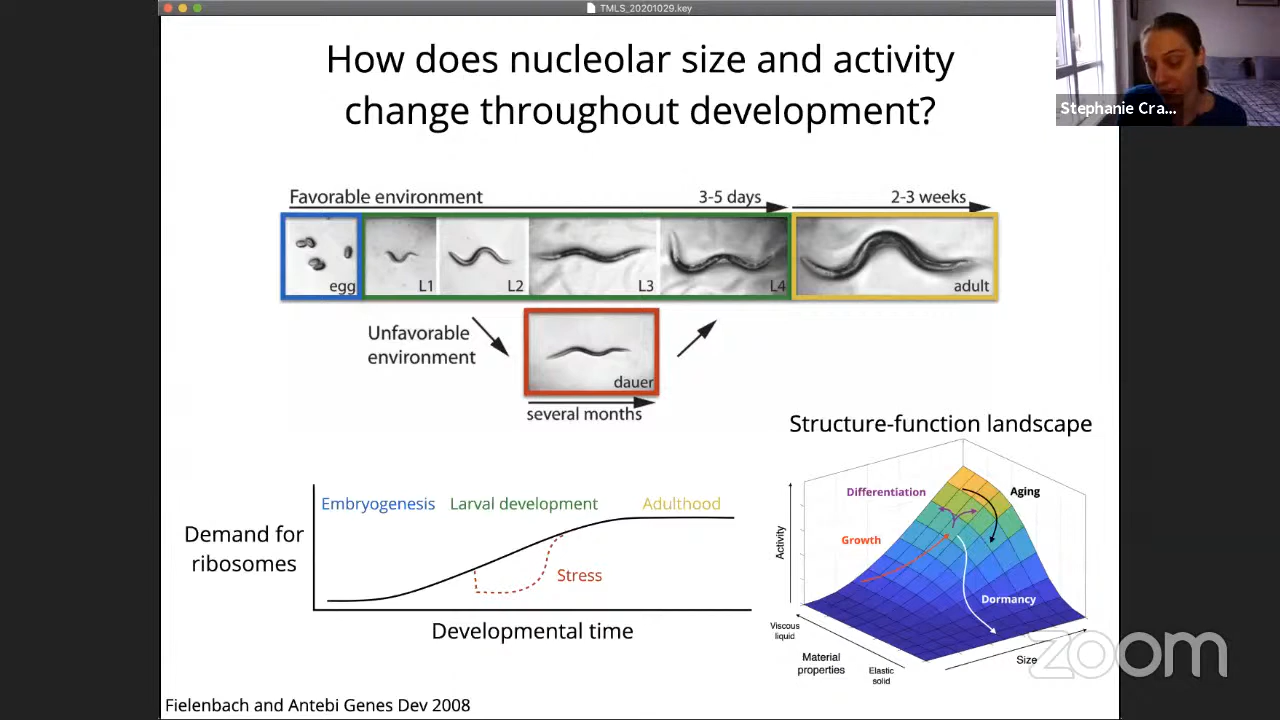 TMLS_20201029.key
How does nucleolar size and activity
change throughout development?
Stephanie Cra...
Favorable environment
3-5 days
2-3 weeks
egg
L1
L2
L3
L4
adult
Unfavorable
environment
dauer
several months
Structure-function landscape
Demand for
ribosomes
Embryogenesis
Larval development
Adulthood
Stress
Developmental time
Activity
Differentiation
Aging
Growth
Dormancy
Viscous
liquid
Material
properties
Elastic
solid
Size
zoom
Fielenbach and Antebi Genes Dev 2008